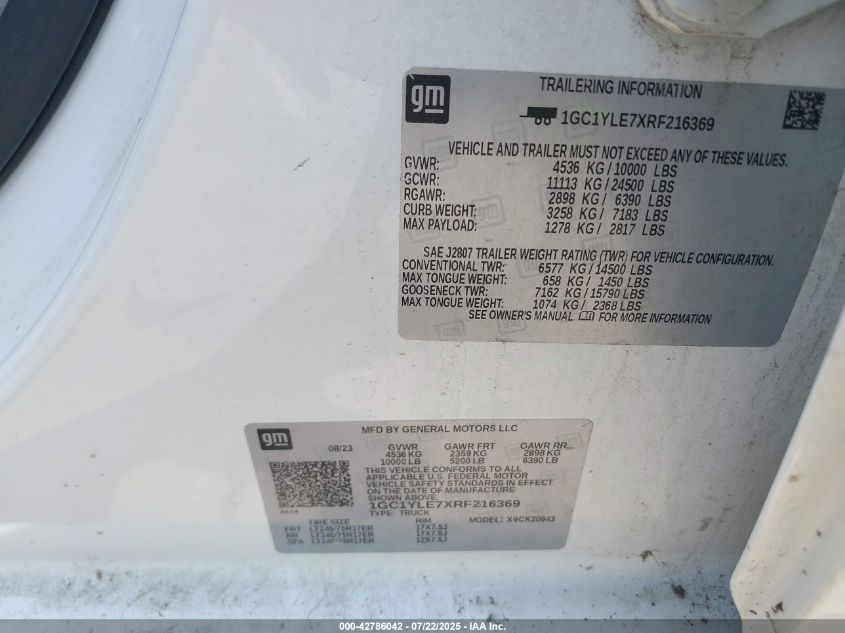 gm
TRAILERING INFORMATION
1GC1YLE7XRF216369
VEHICLE AND TRAILER MUST NOT EXCEED ANY OF THESE VALUES.
GVWR: 4536 KG / 10000 LBS
GCWR: 11113 KG / 24500 LBS
RGAWR: 2898 KG / 6390 LBS
CURB WEIGHT: 3258 KG / 7183 LBS
MAX PAYLOAD: 1278 KG / 2817 LBS
SAE J2807 TRAILER WEIGHT RATING (TWR) FOR VEHICLE CONFIGURATION.
CONVENTIONAL TWR: 6577 KG / 14500 LBS
MAX TONGUE WEIGHT: 658 KG / 1450 LBS
GOOSENECK TWR: 7162 KG / 15790 LBS
MAX TONGUE WEIGHT: 1074 KG / 2368 LBS
SEE OWNER'S MANUAL FOR MORE INFORMATION
gm
MFD BY GENERAL MOTORS LLC
08/23 GVWR GAWR FRT GAWR RR
4536 KG 2359 KG 2898 KG
10000 LB 5200 LB 6390 LB
THIS VEHICLE CONFORMS TO ALL
APPLICABLE U.S. FEDERAL MOTOR
VEHICLE SAFETY STANDARDS IN EFFECT
ON THE DATE OF MANUFACTURE
SHOWN ABOVE.
1GC1YLE7XRF216369
TYPE: TRUCK MODEL: X9CK20943
TIRE SIZE RIM
FRT LT245/75R17ER 17X7.5J
RR LT245/75R17ER 17X7.5J
SPA LT245/75R17ER 17X7.5J
000-42786042 - 07/22/2025 - IAA Inc.